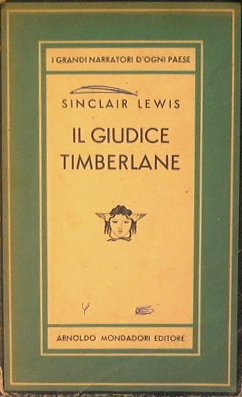 I GRANDI NARRATORI D'OGNI PAESE
SINCLAIR LEWIS
IL GIUDICE
TIMBERLANE
ARNOLDO MONDADORI EDITORE